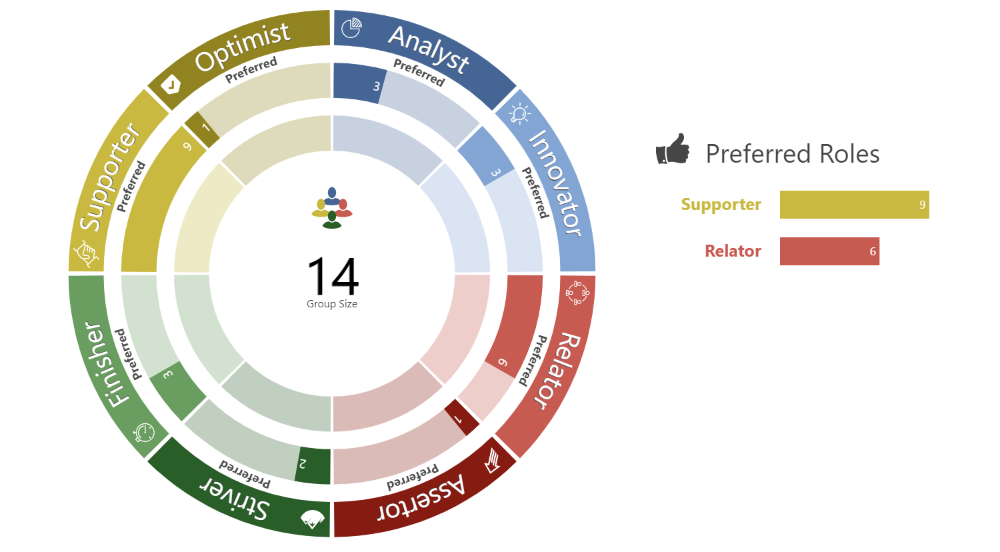 Optimist
Preferred
1
Analyst
Preferred
3
Innovator
Preferred
3
Relator
Preferred
6
Assertor
Preferred
1
Striver
Preferred
2
Finisher
Preferred
3
Supporter
Preferred
9
14
Group Size
Preferred Roles
Supporter
9
Relator
6